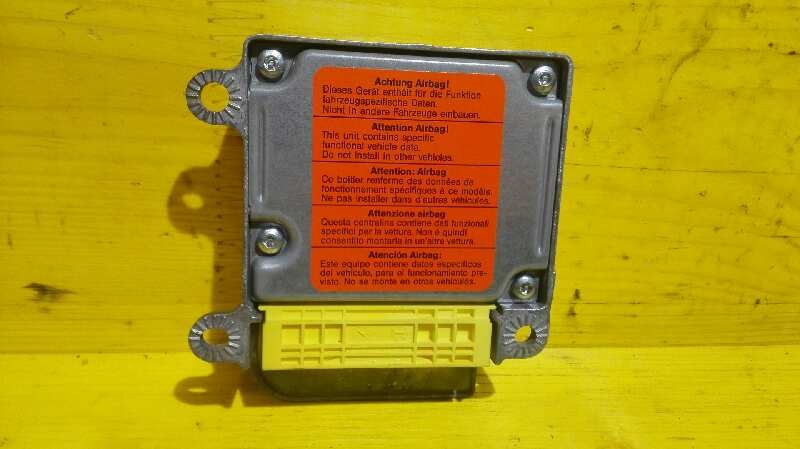 Achtung Airbag!
Dieses Gerät enthält für die Funktion
fahrzeugspezifische Daten.
Nicht in andere Fahrzeuge einbauen.
Attention Airbag!
This unit contains specific
functional vehicle data.
Do not install in other vehicles.
Attention: Airbag
Ce boîtier renferme des données de
fonctionnement spécifiques à ce modèle.
Ne pas installer dans d'autres véhicules.
Attenzione airbag
Questa centralina contiene dati funzionali
specifici per la vettura. Non è quindi
consentito montarla in un'altra vettura.
Atención Airbag:
Este equipo contiene datos específicos
del vehículo, para el funcionamiento pre-
visto. No se monte en otros vehículos.